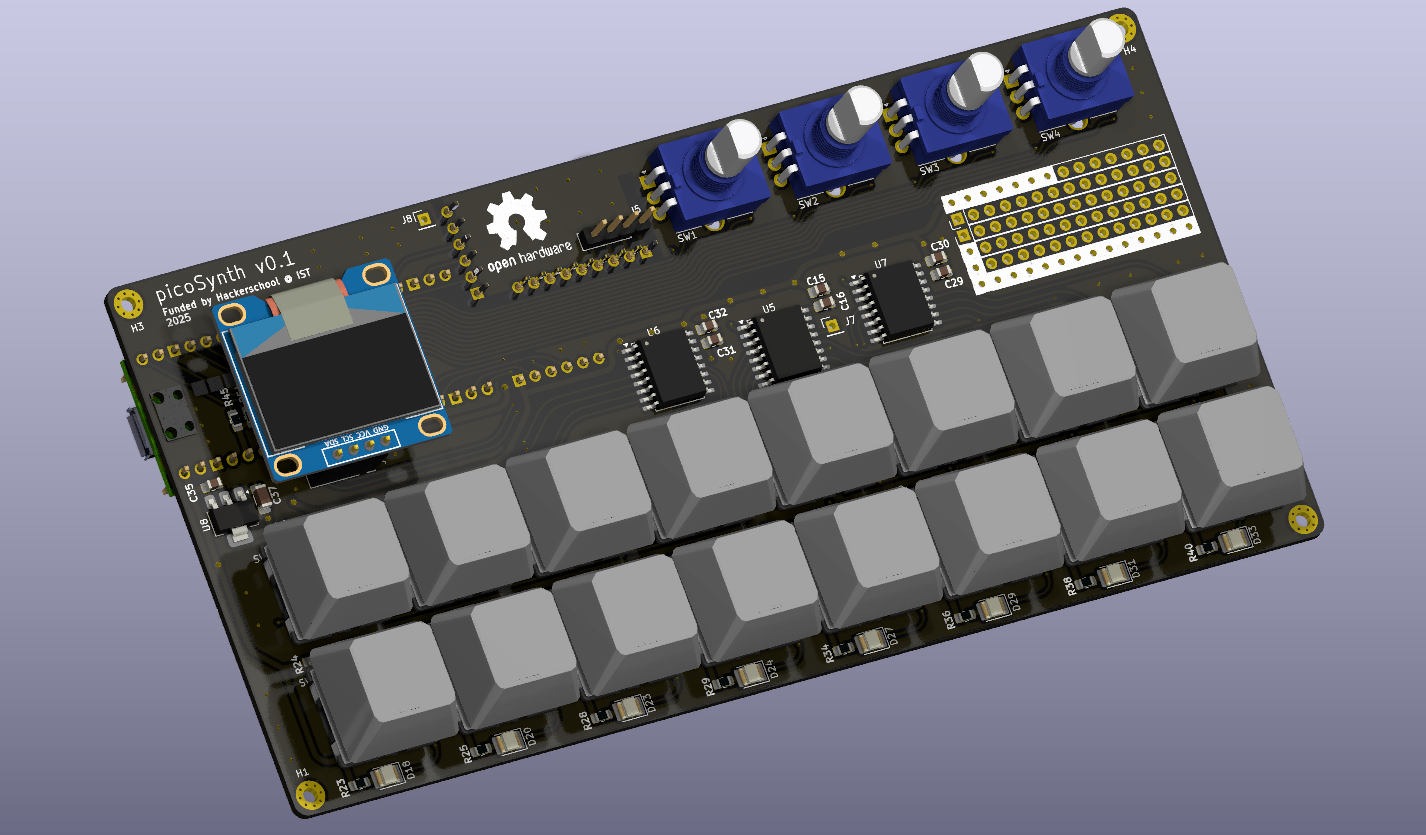 picoSynth v0.1
Funded by Hackerschool @ IST
2025
H3
J8
open hardware
J5
SW1
SW2
SW3
SW4
H4
C30
C29
U7
C15
C16
J7
U5
C32
C31
U6
R45
GND VCC SCL SDA
C35
C37
U8
R24
H1
R23
D18
R25
D20
R28
D23
R29
D24
R34
D27
R36
D29
R38
D31
R40
D33